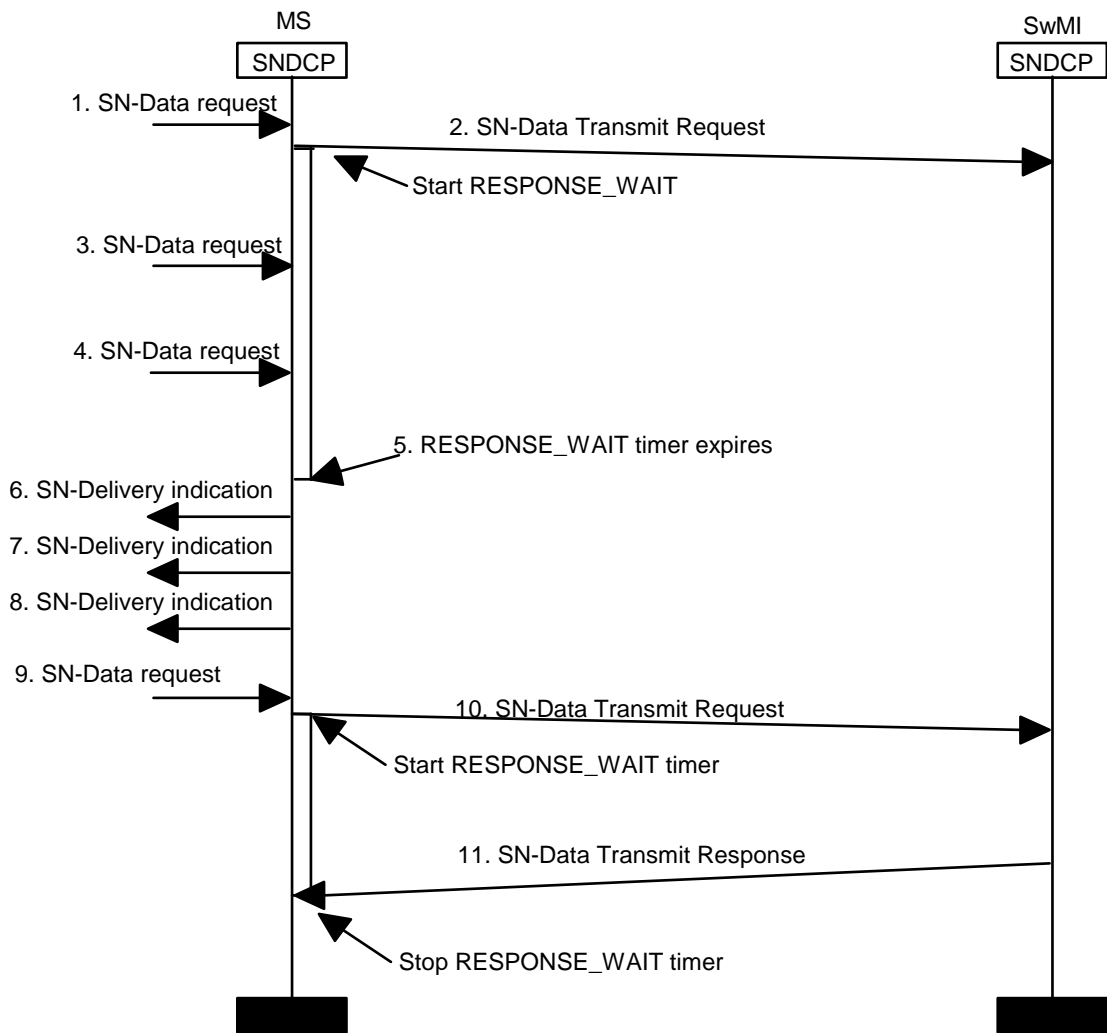 MS
SwMI
SNDCP
SNDCP
1. SN-Data request
2. SN-Data Transmit Request
Start RESPONSE_WAIT
3. SN-Data request
4. SN-Data request
5. RESPONSE_WAIT timer expires
6. SN-Delivery indication
7. SN-Delivery indication
8. SN-Delivery indication
9. SN-Data request
10. SN-Data Transmit Request
Start RESPONSE_WAIT timer
11. SN-Data Transmit Response
Stop RESPONSE_WAIT timer